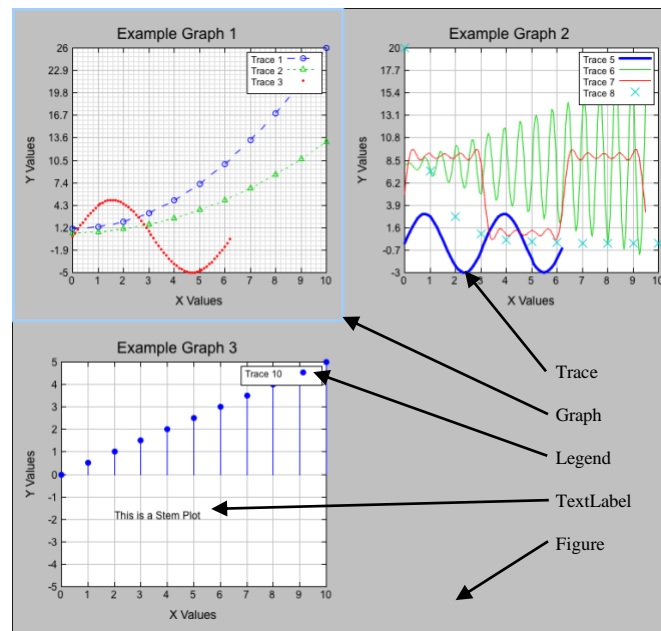 Example Graph 1
26
22.9
19.8
16.7
13.6
10.5
7.4
4.3
1.2
-1.9
-5
Y Values
Trace 1
Trace 2
Trace 3
0 1 2 3 4 5 6 7 8 9 10
X Values
Example Graph 2
20
17.7
15.4
13.1
10.8
8.5
6.2
3.9
1.6
-0.7
-3
Y Values
Trace 5
Trace 6
Trace 7
Trace 8
0 1 2 3 4 5 6 7 8 9 10
X Values
Example Graph 3
5
4
3
2
1
0
-1
-2
-3
-4
-5
Y Values
Trace 10
This is a Stem Plot
0 1 2 3 4 5 6 7 8 9 10
X Values
Trace
Graph
Legend
TextLabel
Figure